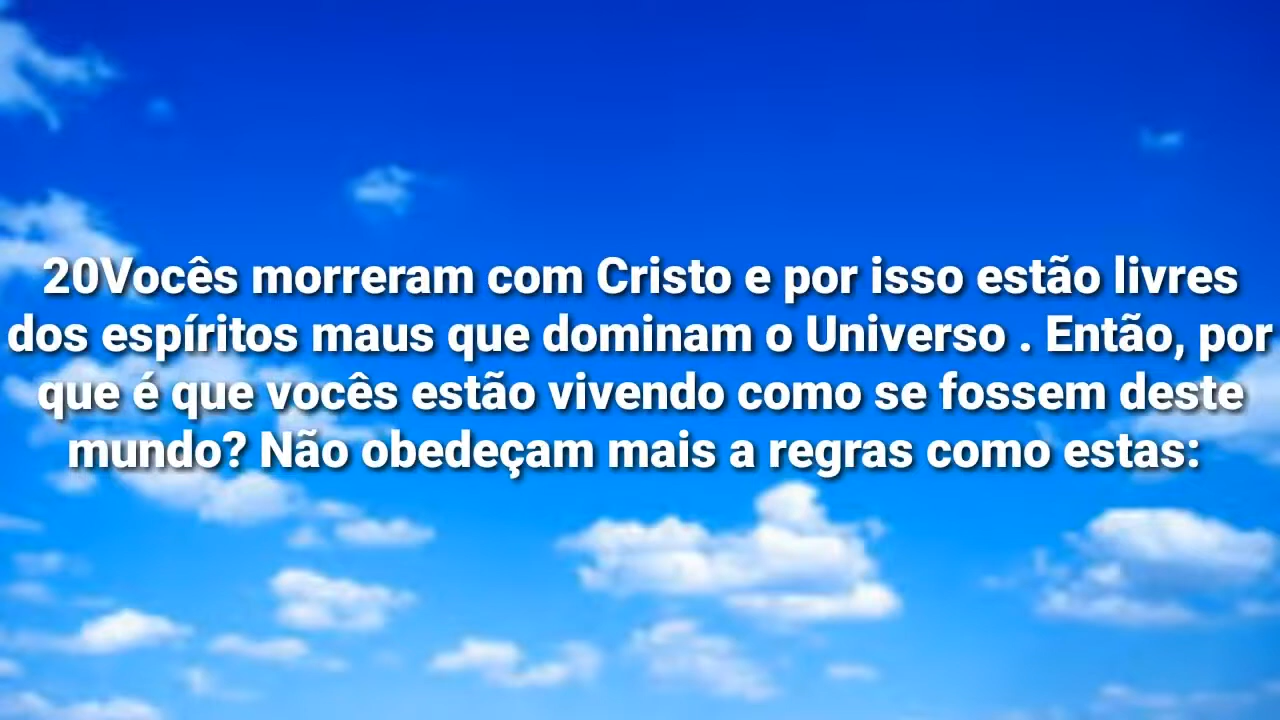 20Vocês morreram com Cristo e por isso estão livres
dos espíritos maus que dominam o Universo . Então, por
que é que vocês estão vivendo como se fossem deste
mundo? Não obedeçam mais a regras como estas: